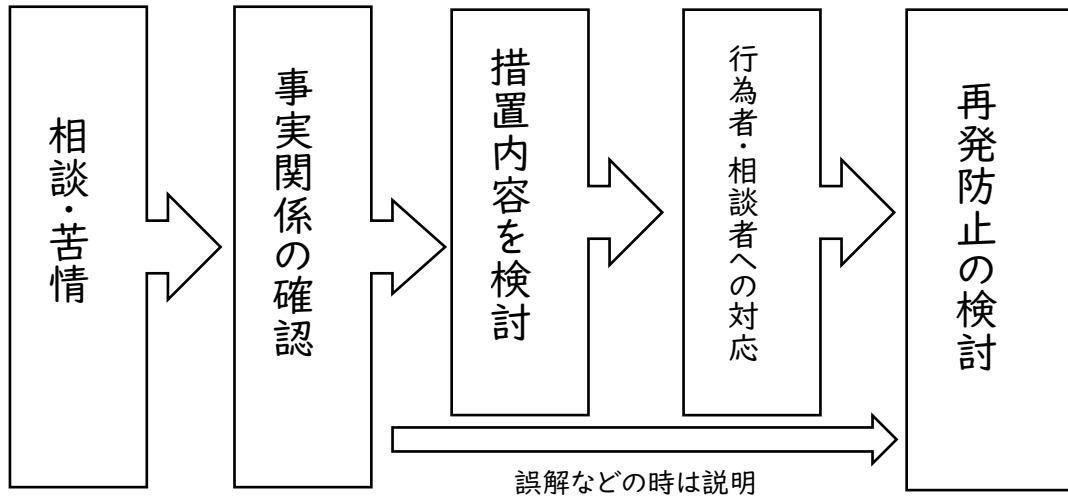 相談・苦情
事実関係の確認
措置内容を検討
行為者・相談者への対応
再発防止の検討
誤解などの時は説明